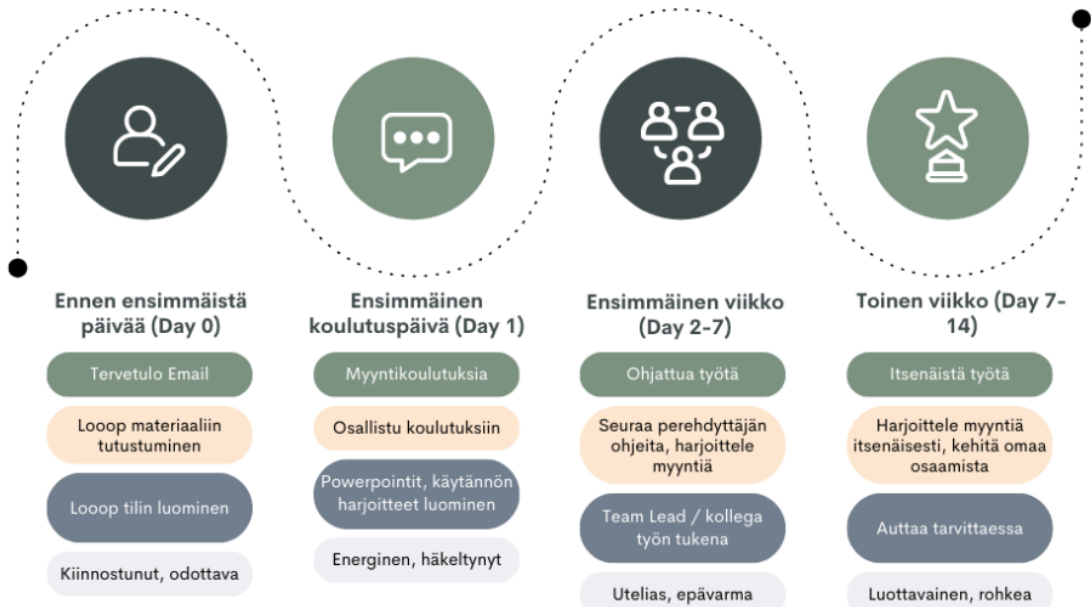 Ennen ensimmäistä
päivää (Day 0)
Tervetulo Email
Looop materiaaliin
tutustuminen
Looop tilin luominen
Kiinnostunut, odottava
Ensimmäinen
koulutuspäivä (Day 1)
Myyntikoulutuksia
Osallistu koulutuksiin
Powerpointit, käytännön
harjoitteet luominen
Energinen, häkeltynyt
Ensimmäinen viikko
(Day 2-7)
Ohjattua työtä
Seuraa perehdyttäjän
ohjeita, harjoittele
myyntiä
Team Lead / kollega
työn tukena
Utelias, epävarma
Toinen viikko (Day 7-
14)
Itsenäistä työtä
Harjoittele myyntiä
itsenäisesti, kehitä omaa
osaamista
Auttaa tarvittaessa
Luottavainen, rohkea